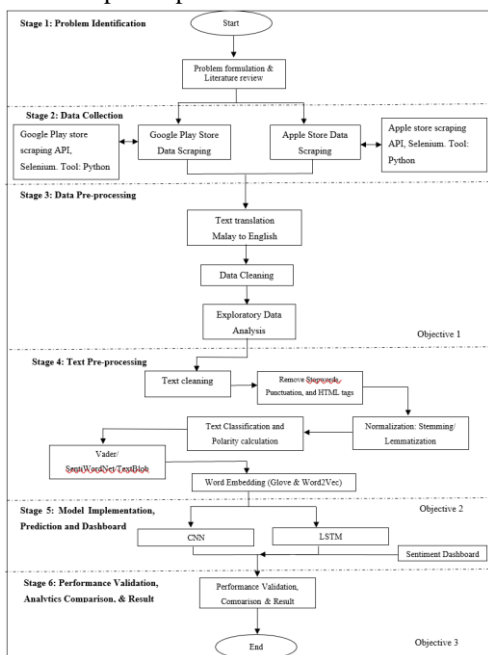 Stage 1: Problem Identification
Start
Problem formulation &
Literature review
Stage 2: Data Collection
Google Play store
scraping API,
Selenium. Tool: Python
Google Play Store
Data Scraping
Apple Store Data
Scraping
Apple store scraping
API, Selenium. Tool:
Python
Stage 3: Data Pre-processing
Text translation
Malay to English
Data Cleaning
Exploratory Data
Analysis
Objective 1
Stage 4: Text Pre-processing
Text cleaning
Remove Stopwords,
Punctuation, and HTML tags
Normalization: Stemming/
Lemmatization
Text Classification and
Polarity calculation
Vader/
SentiWordNet/TextBlob
Word Embedding (Glove & Word2Vec)
Objective 2
Stage 5: Model Implementation,
Prediction and Dashboard
CNN
LSTM
Sentiment Dashboard
Stage 6: Performance Validation,
Analytics Comparison, & Result
Performance Validation,
Comparison & Result
End
Objective 3